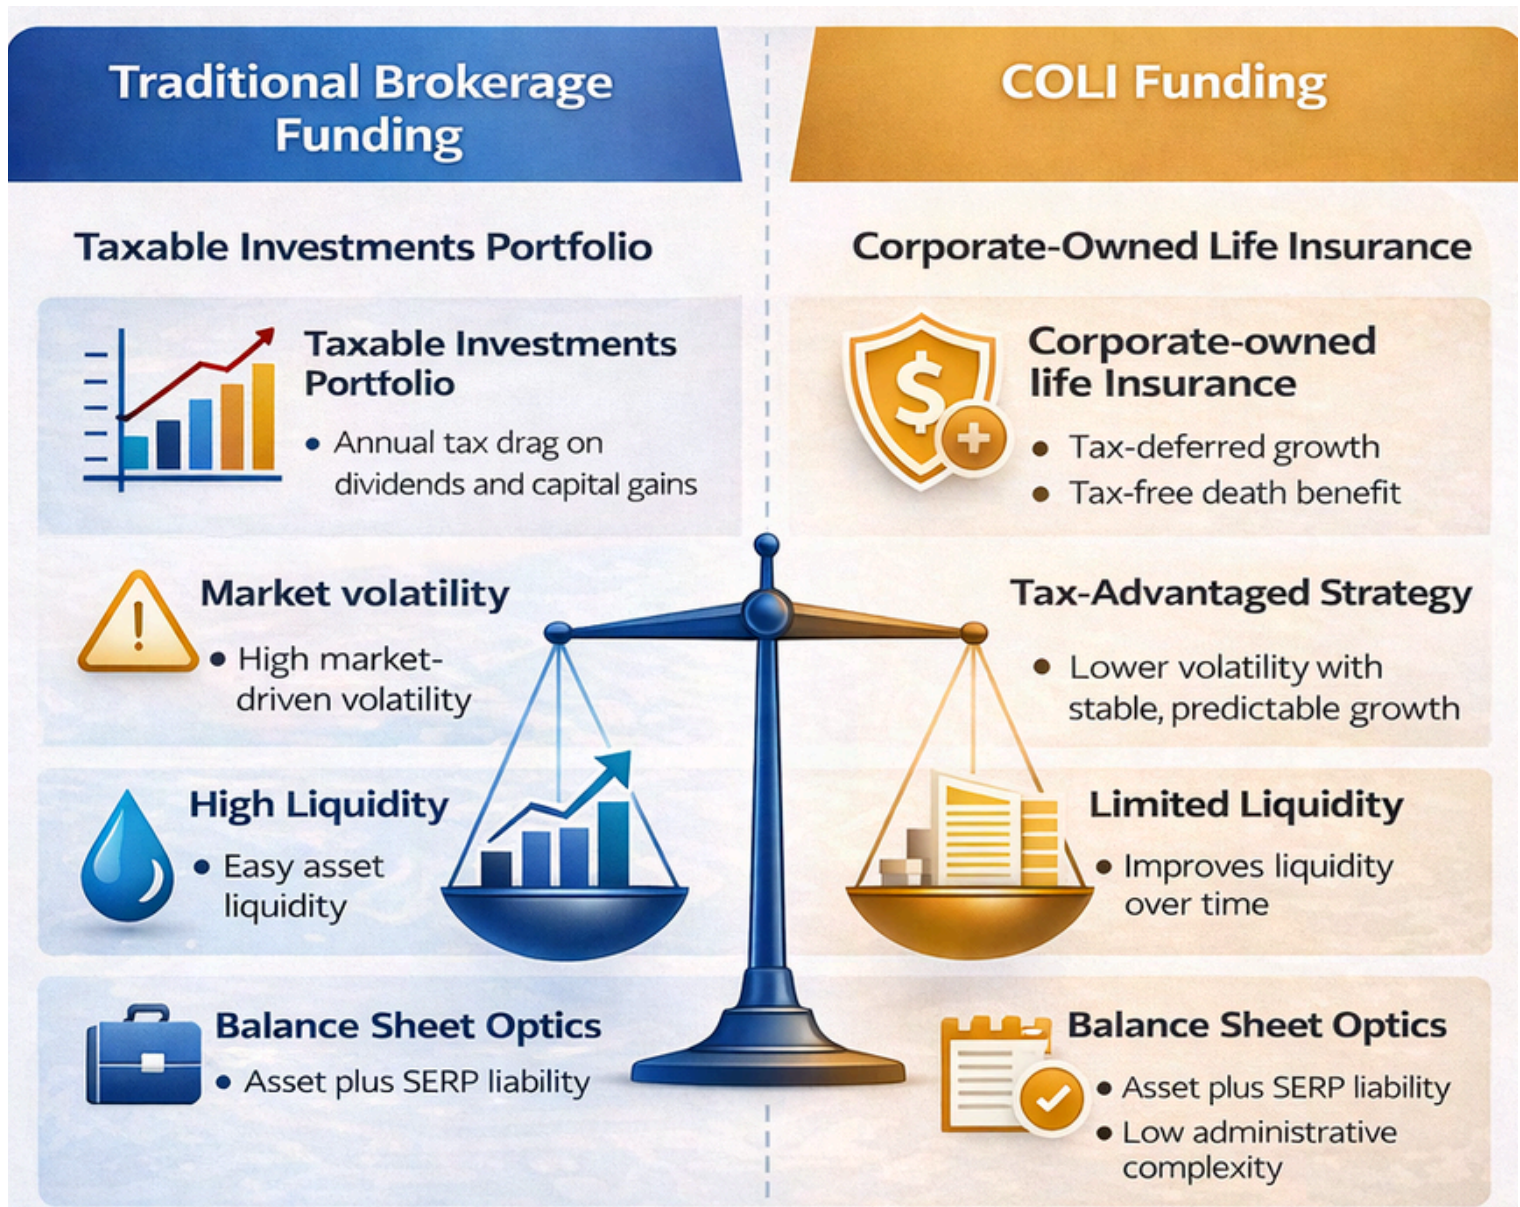 Traditional Brokerage
Funding
Taxable Investments Portfolio
Taxable Investments
Portfolio
• Annual tax drag on
dividends and capital gains
Market volatility
• High market-
driven volatility
High Liquidity
• Easy asset
liquidity
Balance Sheet Optics
• Asset plus SERP liability
COLI Funding
Corporate-Owned Life Insurance
Corporate-owned
life Insurance
• Tax-deferred growth
• Tax-free death benefit
Tax-Advantaged Strategy
• Lower volatility with
stable, predictable growth
Limited Liquidity
• Improves liquidity
over time
Balance Sheet Optics
• Asset plus SERP liability
• Low administrative
complexity